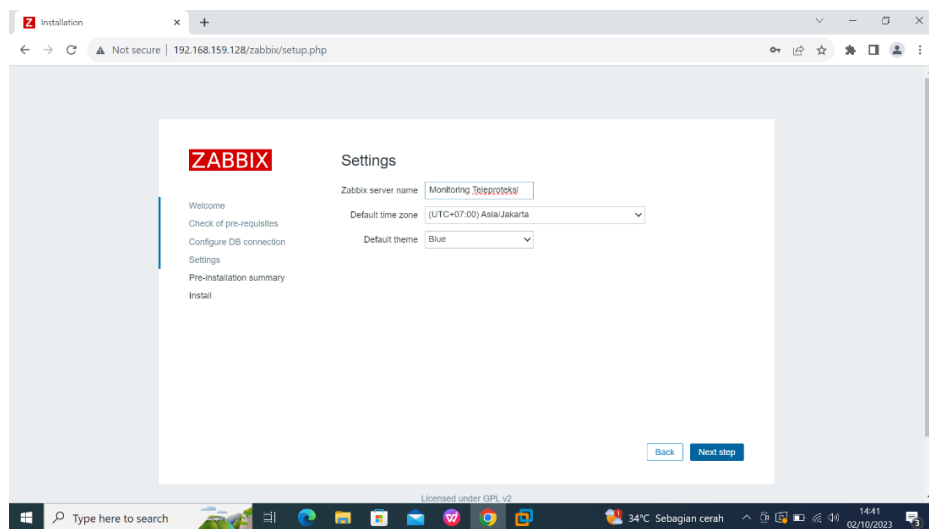 Z Installation
Not secure | 192.168.159.128/zabbix/setup.php
ZABBIX
Welcome
Check of pre-requisites
Configure DB connection
Settings
Pre-installation summary
Install
Settings
Zabbix server name Monitoring Teleproteksi
Default time zone (UTC+07:00) Asia/Jakarta
Default theme Blue
Back Next step
Licensed under GPL v2
Type here to search 34°C Sebagian cerah 14:41
02/10/2023